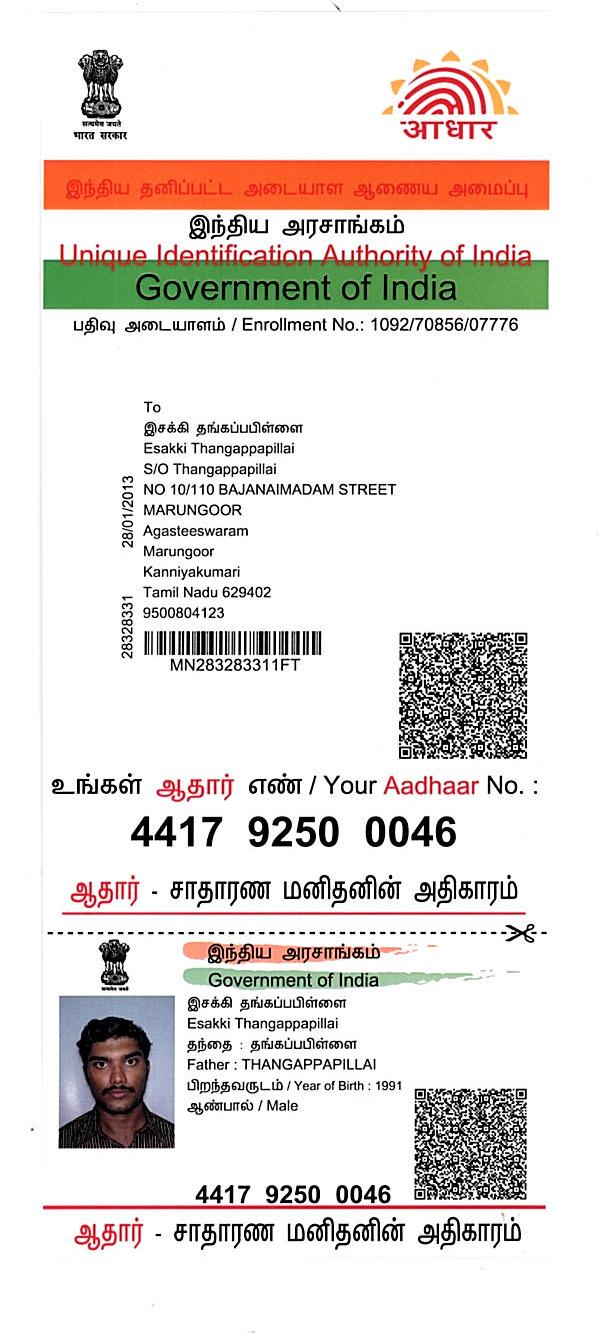 सत्यमेव जयते
भारत सरकार
आधार
இந்திய தனிப்பட்ட அடையாள ஆணைய அமைப்பு
இந்திய அரசாங்கம்
Unique Identification Authority of India
Government of India
பதிவு அடையாளம் / Enrollment No.: 1092/70856/07776
To
இசக்கி தங்கப்பபிள்ளை
Esakki Thangappapillai
S/O Thangappapillai
NO 10/110 BAJANAIMADAM STREET
MARUNGOOR
Agasteeswaram
Marungoor
Kanniyakumari
Tamil Nadu 629402
9500804123
28/01/2013
28328331
MN283283311FT
உங்கள் ஆதார் எண் / Your Aadhaar No. :
4417 9250 0046
ஆதார் - சாதாரண மனிதனின் அதிகாரம்
இந்திய அரசாங்கம்
Government of India
सत्यमेव जयते
இசக்கி தங்கப்பபிள்ளை
Esakki Thangappapillai
தந்தை : தங்கப்பபிள்ளை
Father : THANGAPPAPILLAI
பிறந்தவருடம் / Year of Birth : 1991
ஆண்பால் / Male
4417 9250 0046
ஆதார் - சாதாரண மனிதனின் அதிகாரம்